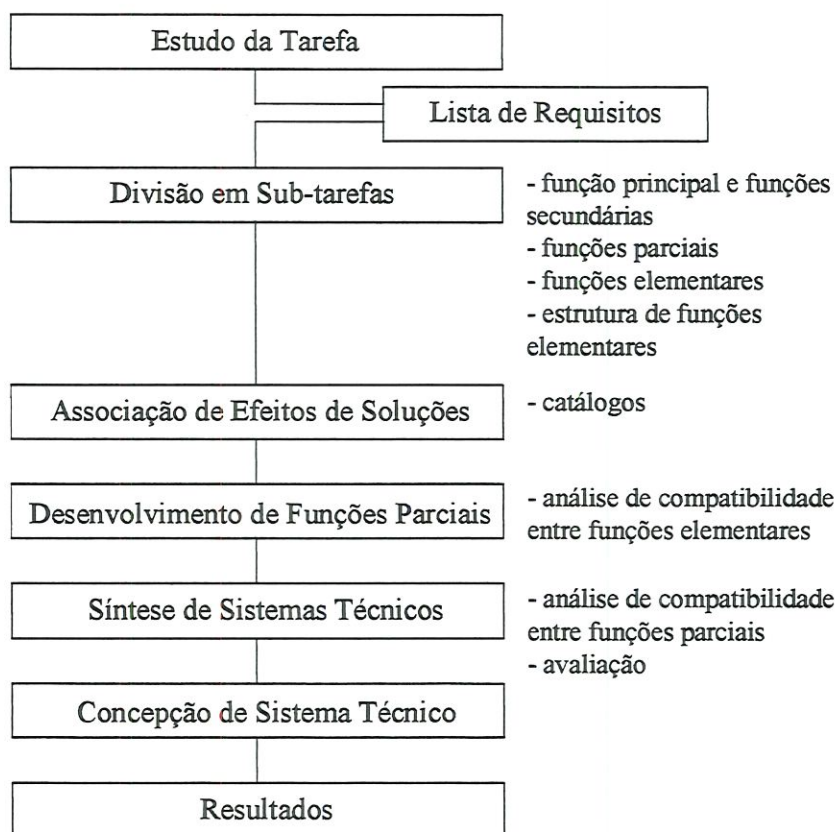 Estudo da Tarefa
Lista de Requisitos
Divisão em Sub-tarefas
- função principal e funções
secundárias
- funções parciais
- funções elementares
- estrutura de funções
elementares
Associação de Efeitos de Soluções
- catálogos
Desenvolvimento de Funções Parciais
- análise de compatibilidade
entre funções elementares
Síntese de Sistemas Técnicos
- análise de compatibilidade
entre funções parciais
- avaliação
Concepção de Sistema Técnico
Resultados